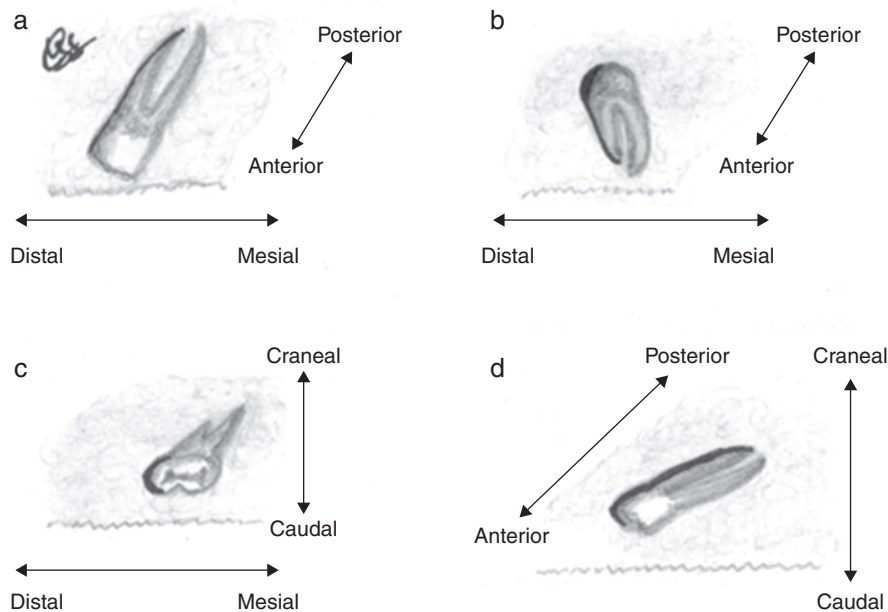 a
Posterior
Anterior
Distal Mesial
b
Posterior
Anterior
Distal Mesial
c
Craneal
Caudal
Distal Mesial
d
Posterior
Craneal
Anterior
Caudal